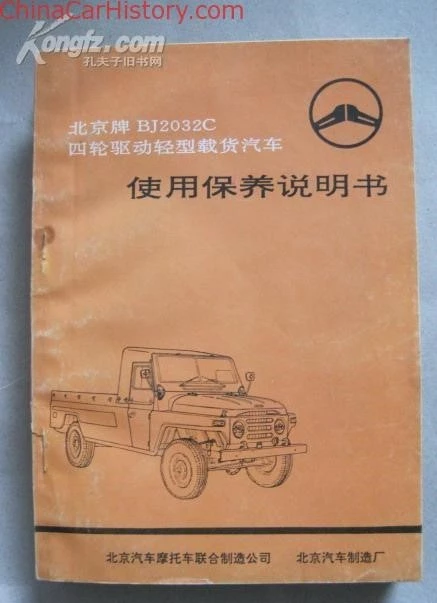 ChinaCarHistory.com
Kongfz.com
孔夫子旧书网
北京牌 BJ2032C
四轮驱动轻型载货汽车
使用保养说明书
北京汽车摩托车联合制造公司 北京汽车制造厂